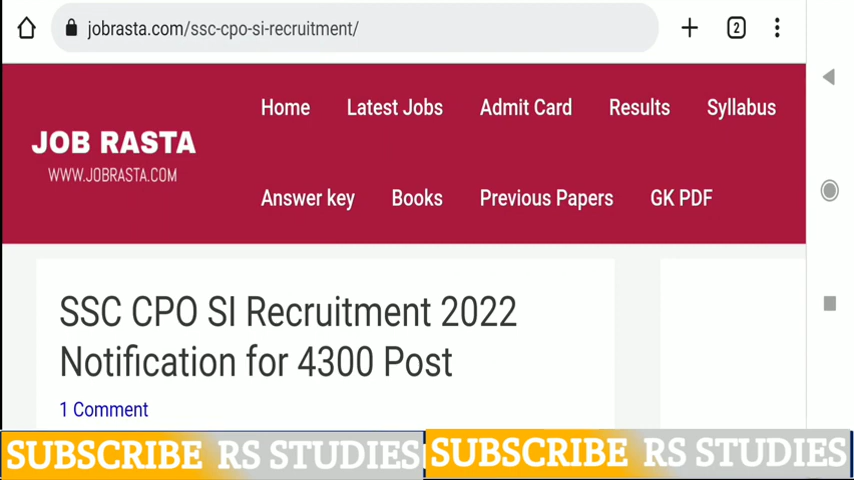 jobrasta.com/ssc-cpo-si-recruitment/
2
Home Latest Jobs Admit Card Results Syllabus
JOB RASTA
WWW.JOBRASTA.COM
Answer key Books Previous Papers GK PDF
SSC CPO SI Recruitment 2022
Notification for 4300 Post
1 Comment
SUBSCRIBE RS STUDIES SUBSCRIBE RS STUDIES